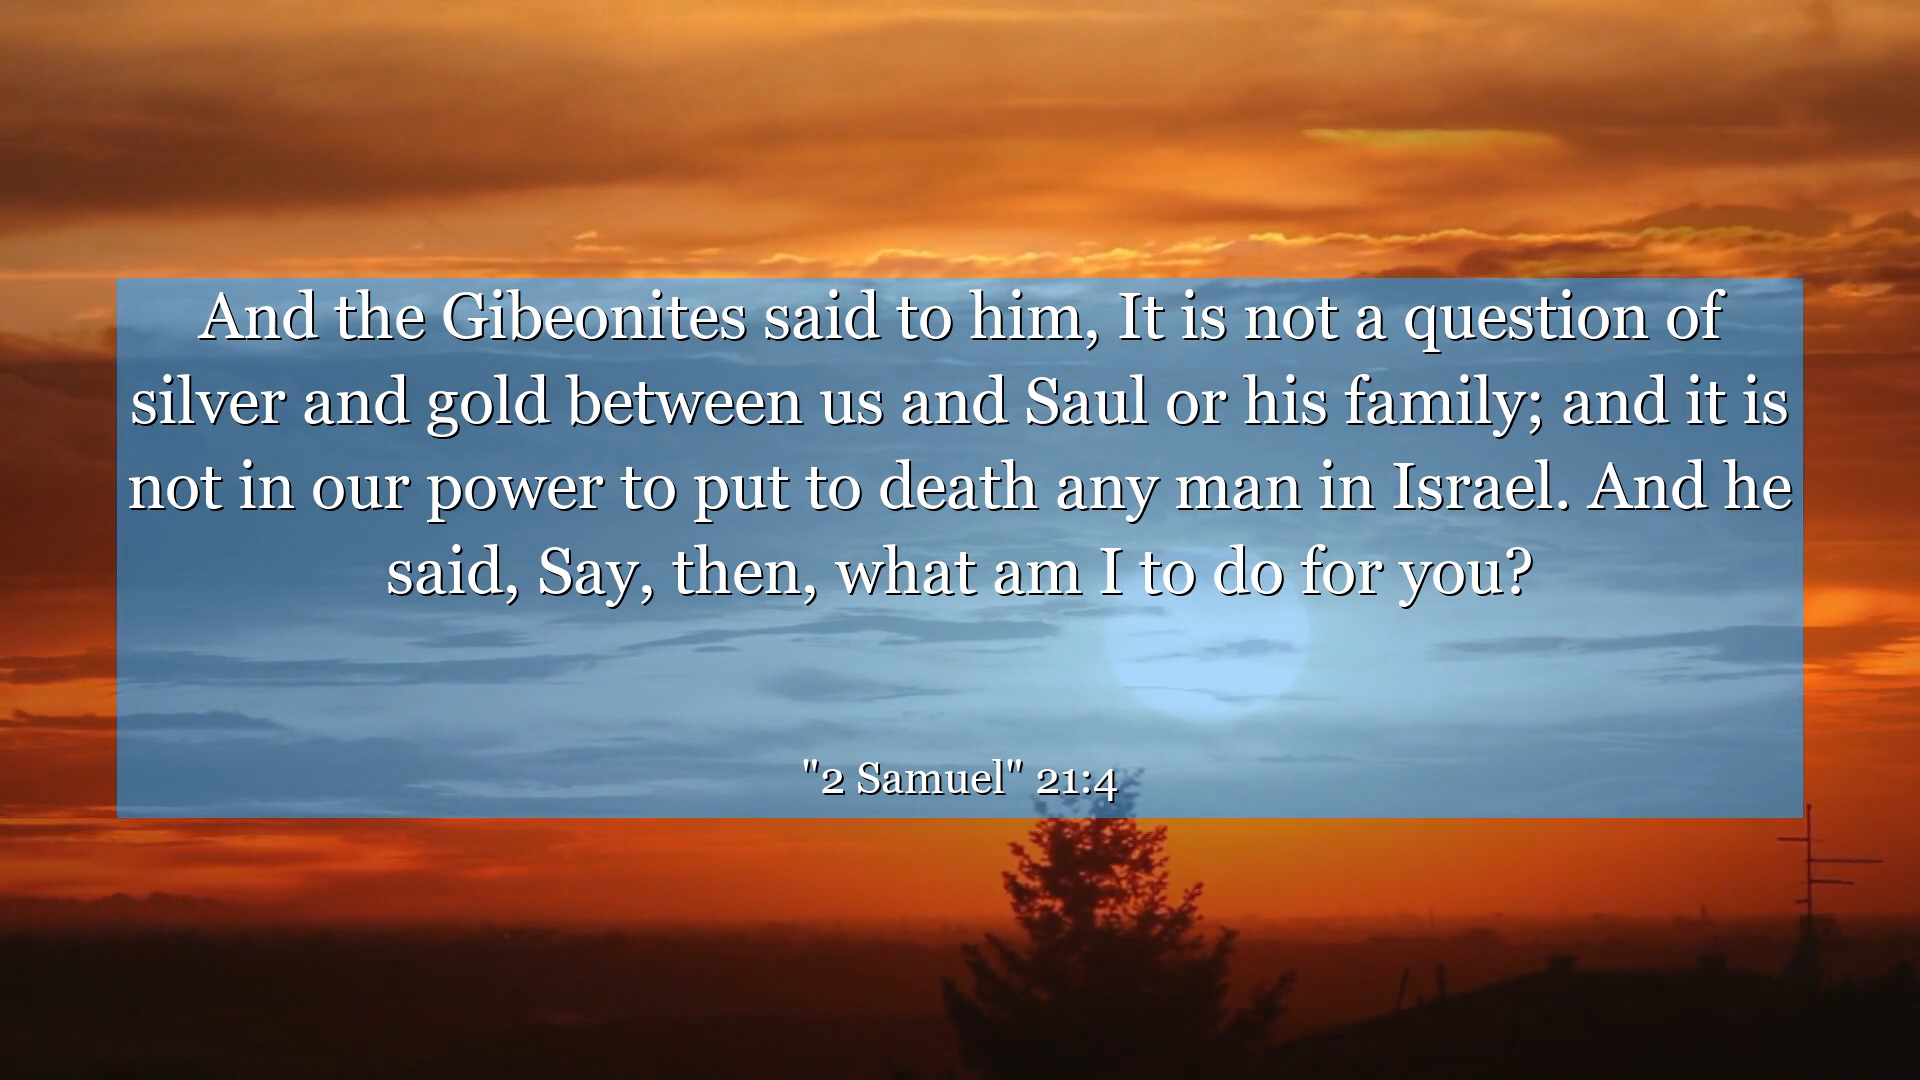 And the Gibeonites said to him, It is not a question of
silver and gold between us and Saul or his family; and it is
not in our power to put to death any man in Israel. And he
said, Say, then, what am I to do for you?
"2 Samuel" 21:4